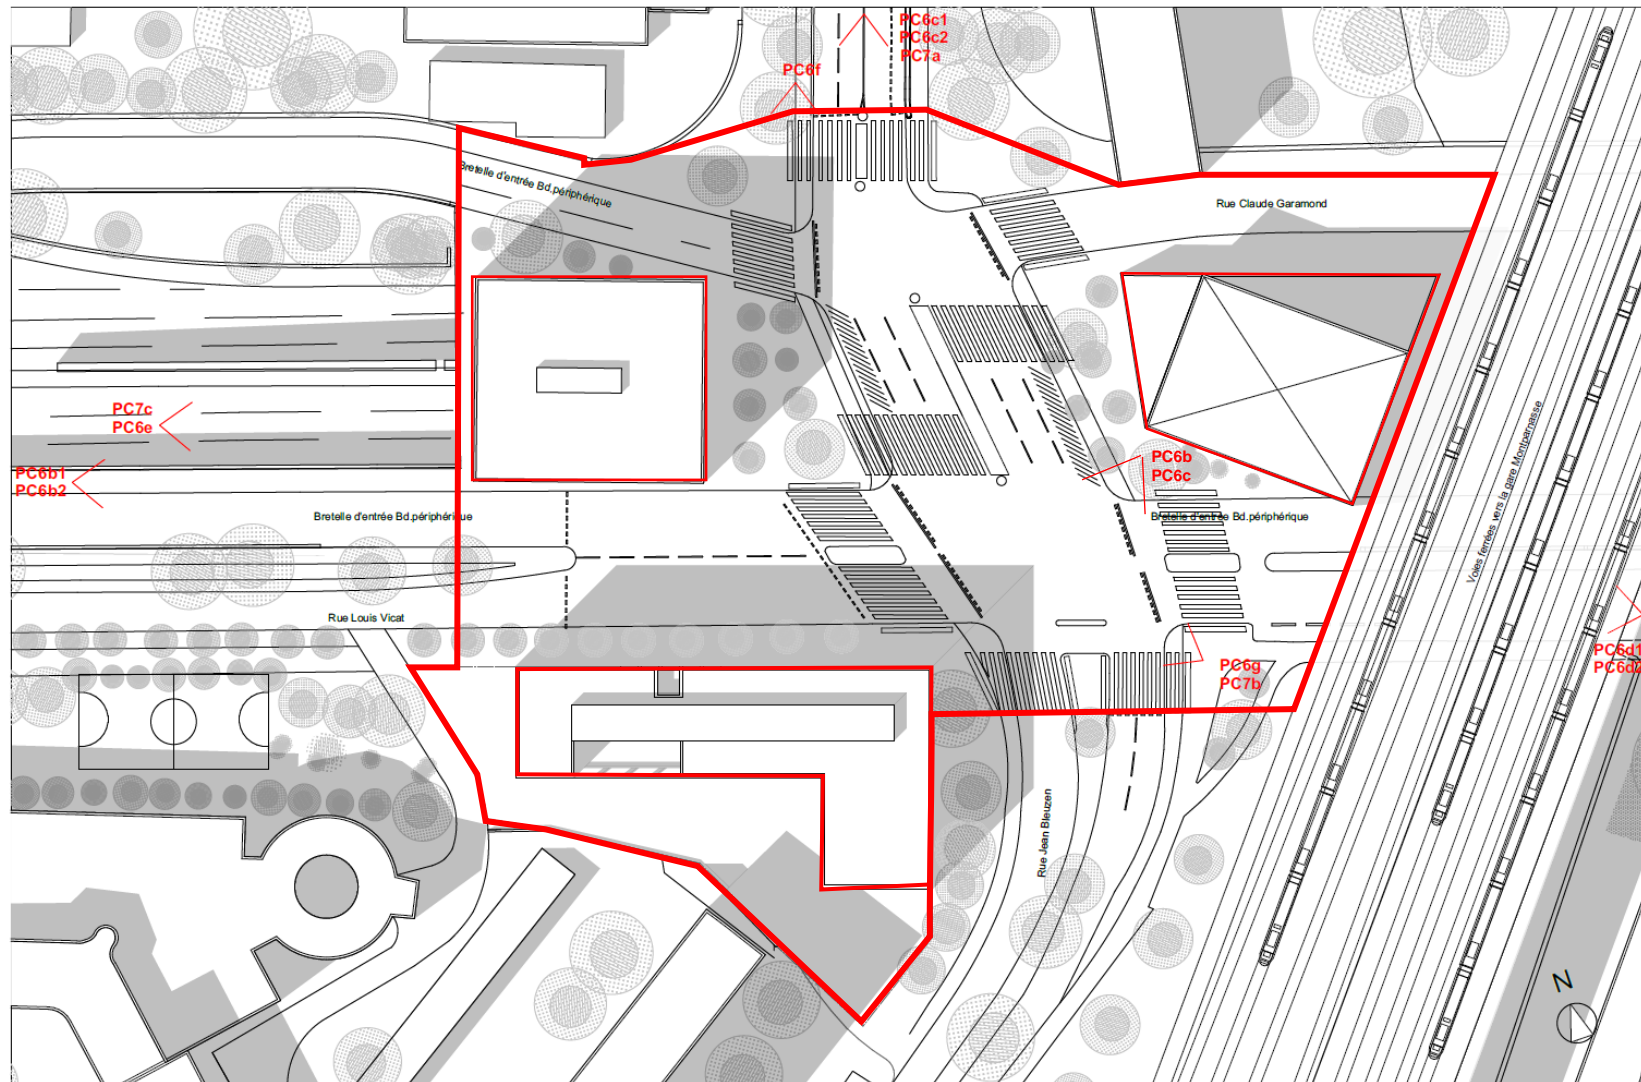 PC6c1
PC6c2
PC7a
PC6f
Bretelle d'entrée Bd.périphérique
Rue Claude Garamond
PC7c
PC6e
PC6b1
PC6b2
PC6b
PC6c
Bretelle d'entrée Bd.périphérique
Bretelle d'entrée Bd.périphérique
Voies ferrées vers la gare Montparnasse
Rue Louis Vicat
PC6g
PC7b
PC6d1
PC6d2
Rue Jean Bleuzen
N